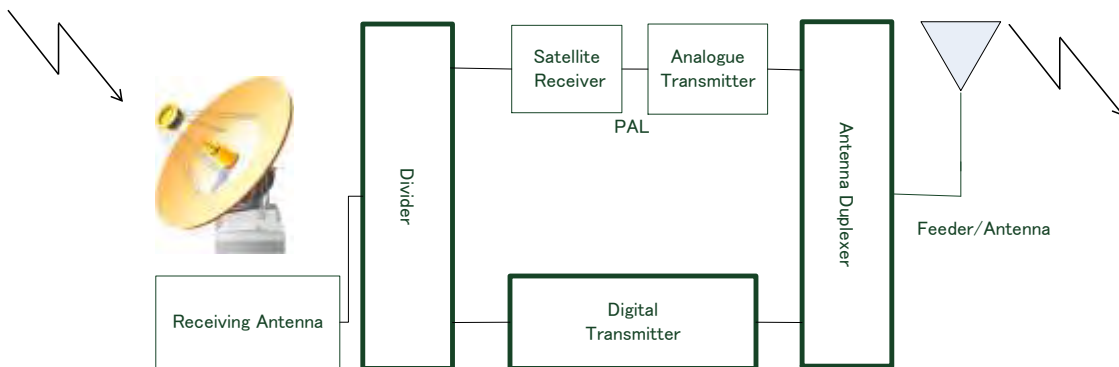 Receiving Antenna
Divider
Satellite
Receiver
PAL
Analogue
Transmitter
Digital
Transmitter
Antenna Duplexer
Feeder/Antenna